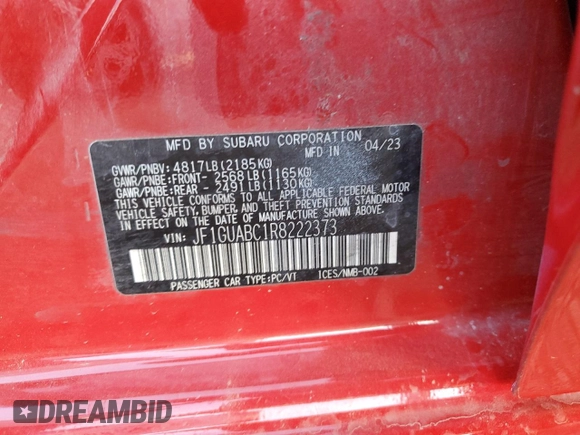 MFD BY SUBARU CORPORATION
MFD IN 04/23
GVWR/PNBV: 4817LB(2185KG)
GAWR/PNBE:FRONT- 2568LB(1165KG)
GAWR/PNBE:REAR - 2491LB(1130KG)
THIS VEHICLE CONFORMS TO ALL APPLICABLE FEDERAL MOTOR
VEHICLE SAFETY, BUMPER, AND THEFT PREVENTION STANDARDS
IN EFFECT ON THE DATE OF MANUFACTURE SHOWN ABOVE.
VIN: JF1GUABC1R8222373
PASSENGER CAR TYPE:PC/VT ICES/NMB-002
DREAMBID